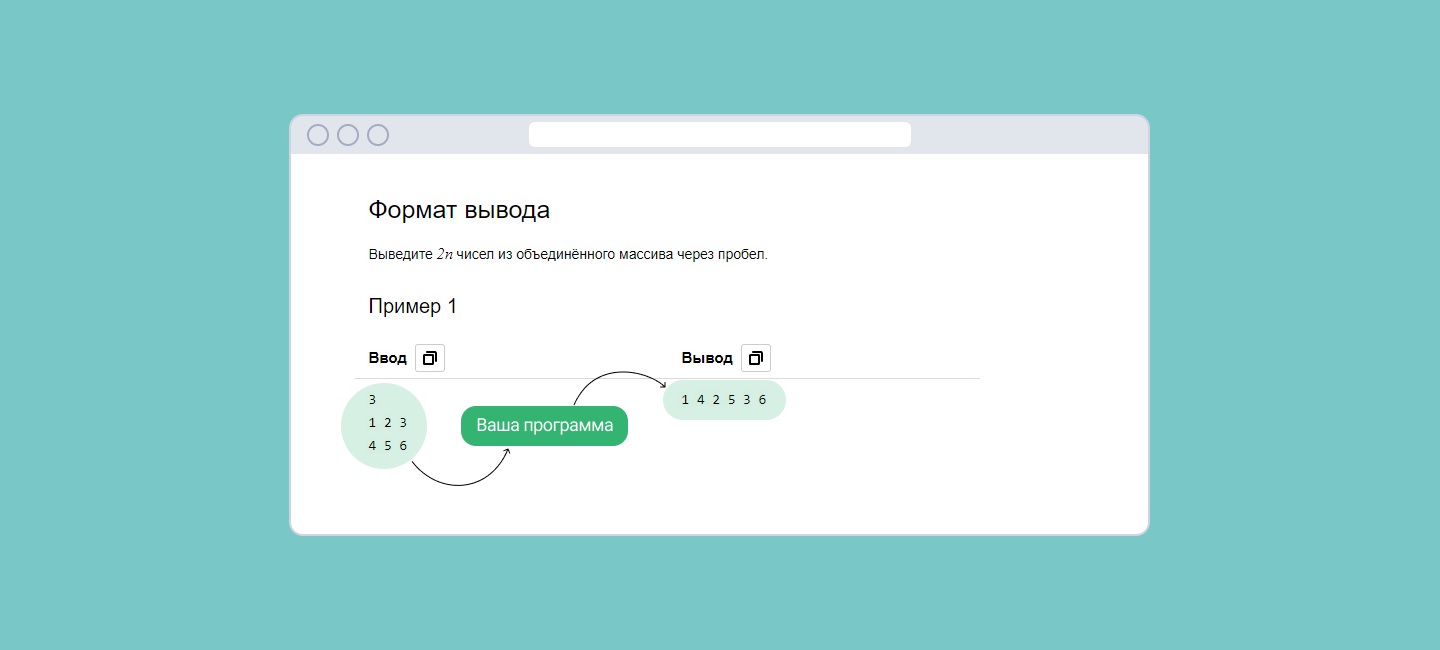 Формат вывода
Выведите 2n чисел из объединённого массива через пробел.
Пример 1
Ввод
Вывод
3
1 2 3
4 5 6
Ваша программа
1 4 2 5 3 6